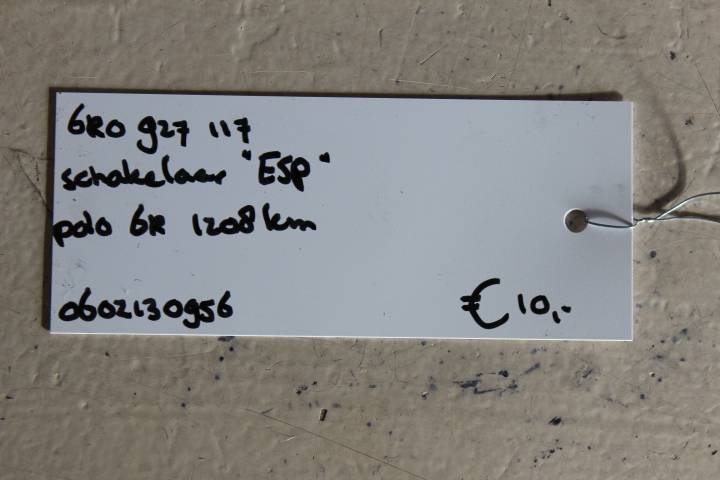 6R0 927 117
schakelaar "ESP"
polo 6R 1208 km
0602130956 € 10,-